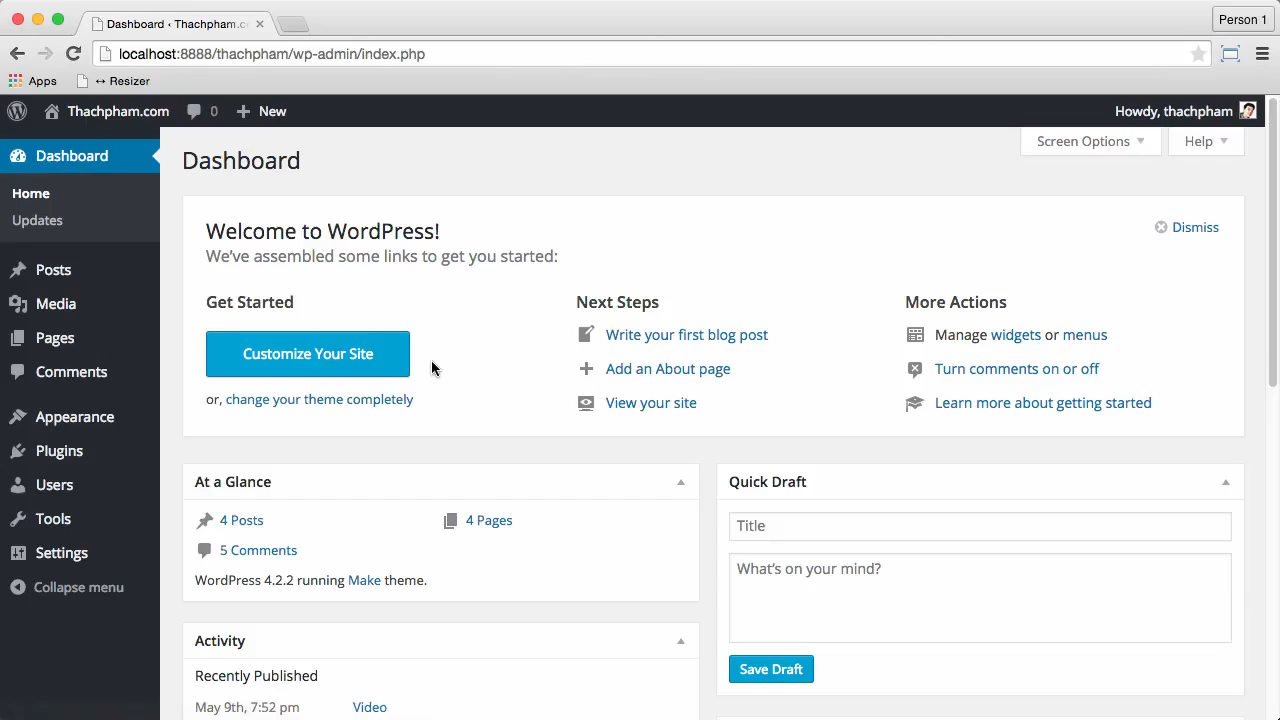 Dashboard ‹ Thachpham.c
Person 1
localhost:8888/thachpham/wp-admin/index.php
Apps
↔ Resizer
Thachpham.com
0
New
Howdy, thachpham
Dashboard
Home
Updates
Posts
Media
Pages
Comments
Appearance
Plugins
Users
Tools
Settings
Collapse menu
Screen Options
Help
Dashboard
Welcome to WordPress!
Dismiss
We've assembled some links to get you started:
Get Started
Customize Your Site
or, change your theme completely
Next Steps
Write your first blog post
Add an About page
View your site
More Actions
Manage widgets or menus
Turn comments on or off
Learn more about getting started
At a Glance
4 Posts
4 Pages
5 Comments
WordPress 4.2.2 running Make theme.
Activity
Recently Published
May 9th, 7:52 pm
Video
Quick Draft
Title
What's on your mind?
Save Draft